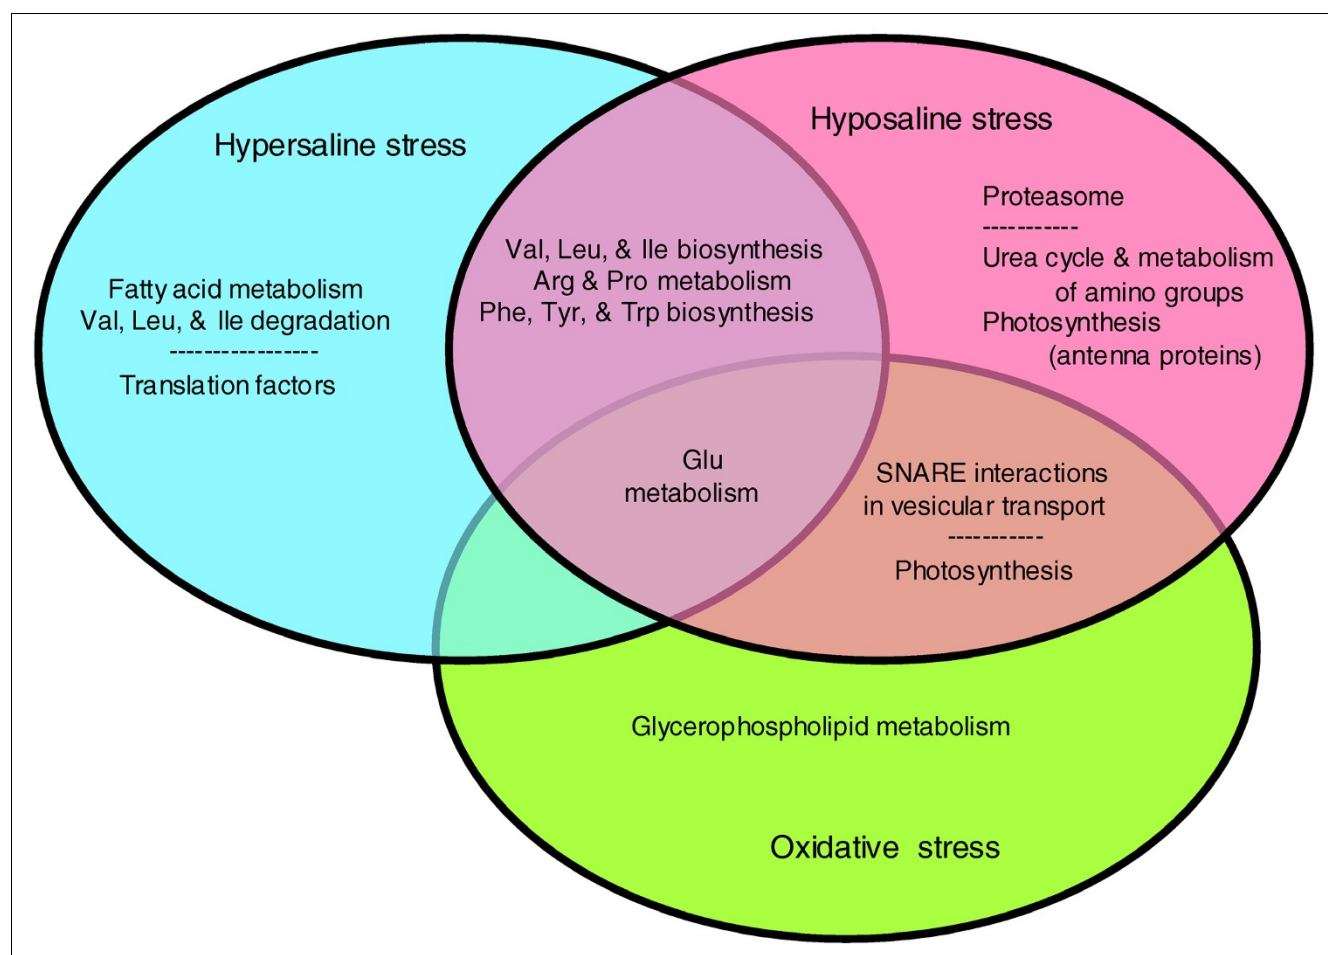 Hypersaline stress
Hyposaline stress
Proteasome
-----------
Urea cycle & metabolism
of amino groups
Photosynthesis
(antenna proteins)
Val, Leu, & Ile biosynthesis
Arg & Pro metabolism
Phe, Tyr, & Trp biosynthesis
Fatty acid metabolism
Val, Leu, & Ile degradation
-----------------
Translation factors
Glu
metabolism
SNARE interactions
in vesicular transport
-----------
Photosynthesis
Glycerophospholipid metabolism
Oxidative stress